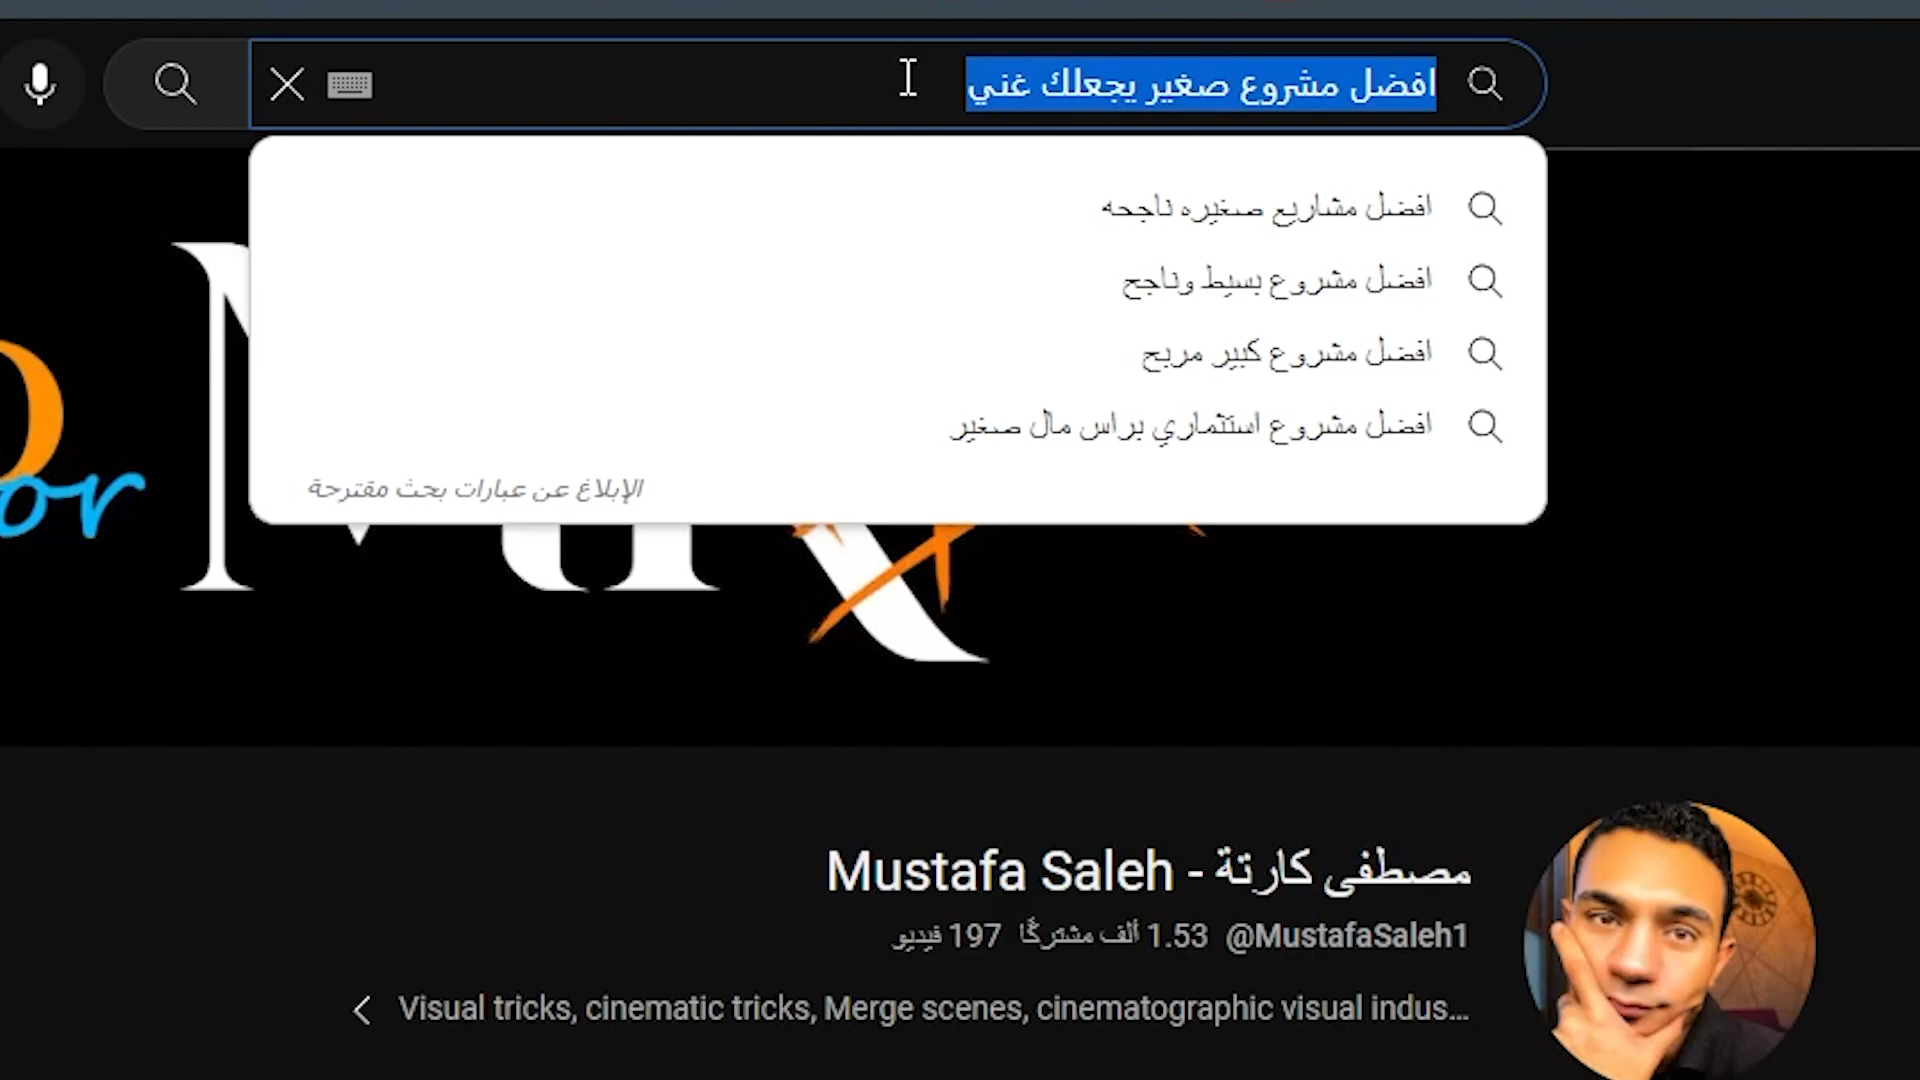 افضل مشروع صغير يجعلك غني
افضل مشاريع صغيره ناجحه
افضل مشروع بسيط وناجح
افضل مشروع كبير مربح
افضل مشروع استثماري براس مال صغير
الإبلاغ عن عبارات بحث مقترحة
or
مصطفى كارتة - Mustafa Saleh
@MustafaSaleh1 1.53 ألف مشتركًا 197 فيديو
Visual tricks, cinematic tricks, Merge scenes, cinematographic visual indus...